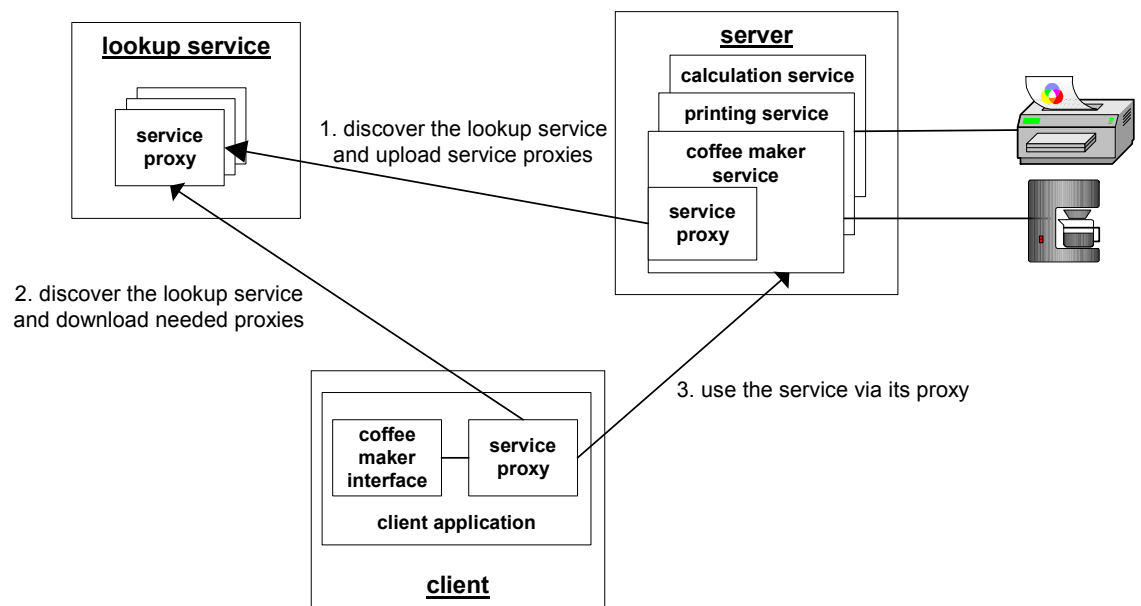 lookup service
service
proxy
server
calculation service
printing service
coffee maker
service
service
proxy
1. discover the lookup service
and upload service proxies
2. discover the lookup service
and download needed proxies
3. use the service via its proxy
coffee
maker
interface
service
proxy
client application
client